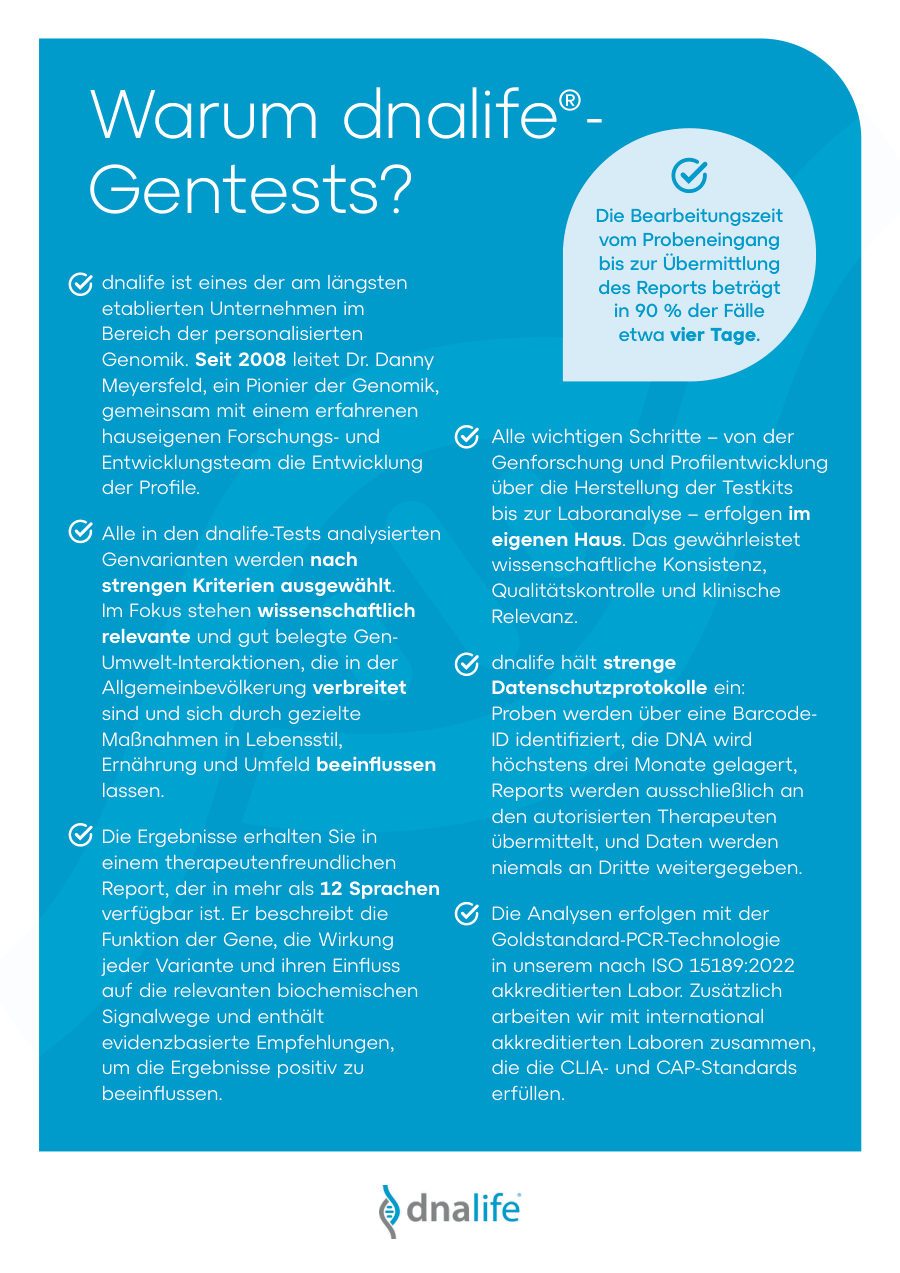 Warum dnalife®-
Gentests?
Die Bearbeitungszeit
vom Probeneingang
bis zur Übermittlung
des Reports beträgt
in 90 % der Fälle
etwa vier Tage.
dnalife ist eines der am längsten
etablierten Unternehmen im
Bereich der personalisierten
Genomik. Seit 2008 leitet Dr. Danny
Meyersfeld, ein Pionier der Genomik,
gemeinsam mit einem erfahrenen
hauseigenen Forschungs- und
Entwicklungsteam die Entwicklung
der Profile.
Alle in den dnalife-Tests analysierten
Genvarianten werden nach
strengen Kriterien ausgewählt.
Im Fokus stehen wissenschaftlich
relevante und gut belegte Gen-
Umwelt-Interaktionen, die in der
Allgemeinbevölkerung verbreitet
sind und sich durch gezielte
Maßnahmen in Lebensstil,
Ernährung und Umfeld beeinflussen
lassen.
Die Ergebnisse erhalten Sie in
einem therapeutenfreundlichen
Report, der in mehr als 12 Sprachen
verfügbar ist. Er beschreibt die
Funktion der Gene, die Wirkung
jeder Variante und ihren Einfluss
auf die relevanten biochemischen
Signalwege und enthält
evidenzbasierte Empfehlungen,
um die Ergebnisse positiv zu
beeinflussen.
Alle wichtigen Schritte – von der
Genforschung und Profilentwicklung
über die Herstellung der Testkits
bis zur Laboranalyse – erfolgen im
eigenen Haus. Das gewährleistet
wissenschaftliche Konsistenz,
Qualitätskontrolle und klinische
Relevanz.
dnalife hält strenge
Datenschutzprotokolle ein:
Proben werden über eine Barcode-
ID identifiziert, die DNA wird
höchstens drei Monate gelagert,
Reports werden ausschließlich an
den autorisierten Therapeuten
übermittelt, und Daten werden
niemals an Dritte weitergegeben.
Die Analysen erfolgen mit der
Goldstandard-PCR-Technologie
in unserem nach ISO 15189:2022
akkreditierten Labor. Zusätzlich
arbeiten wir mit international
akkreditierten Laboren zusammen,
die die CLIA- und CAP-Standards
erfüllen.
dnalife®